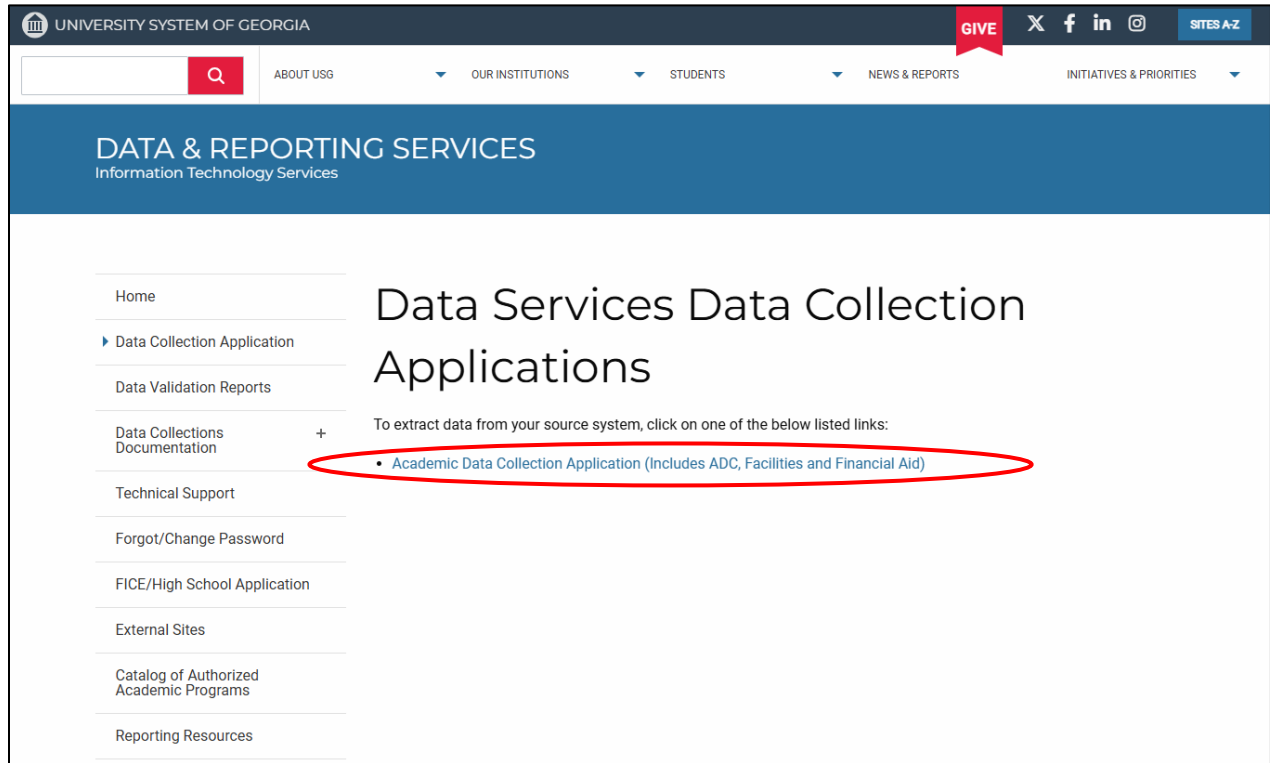 UNIVERSITY SYSTEM OF GEORGIA
GIVE
SITES A-Z
ABOUT USG
OUR INSTITUTIONS
STUDENTS
NEWS & REPORTS
INITIATIVES & PRIORITIES
DATA & REPORTING SERVICES
Information Technology Services
Home
Data Collection Application
Data Validation Reports
Data Collections
Documentation
Technical Support
Forgot/Change Password
FICE/High School Application
External Sites
Catalog of Authorized
Academic Programs
Reporting Resources
Data Services Data Collection
Applications
To extract data from your source system, click on one of the below listed links:
Academic Data Collection Application (Includes ADC, Facilities and Financial Aid)